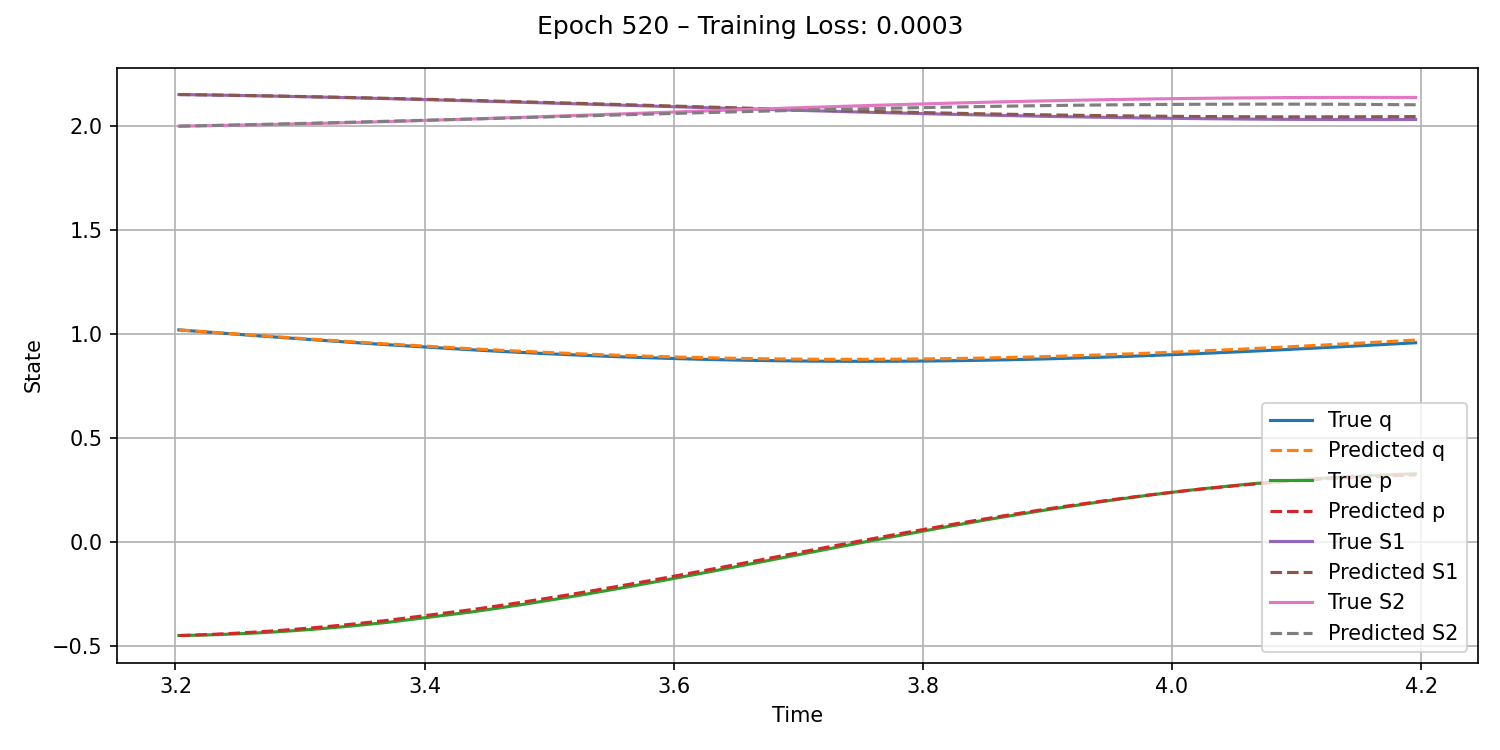 Epoch 520 – Training Loss: 0.0003
State
2.0
1.5
1.0
0.5
0.0
−0.5
True q
Predicted q
True p
Predicted p
True S1
Predicted S1
True S2
Predicted S2
3.2 3.4 3.6 3.8 4.0 4.2
Time